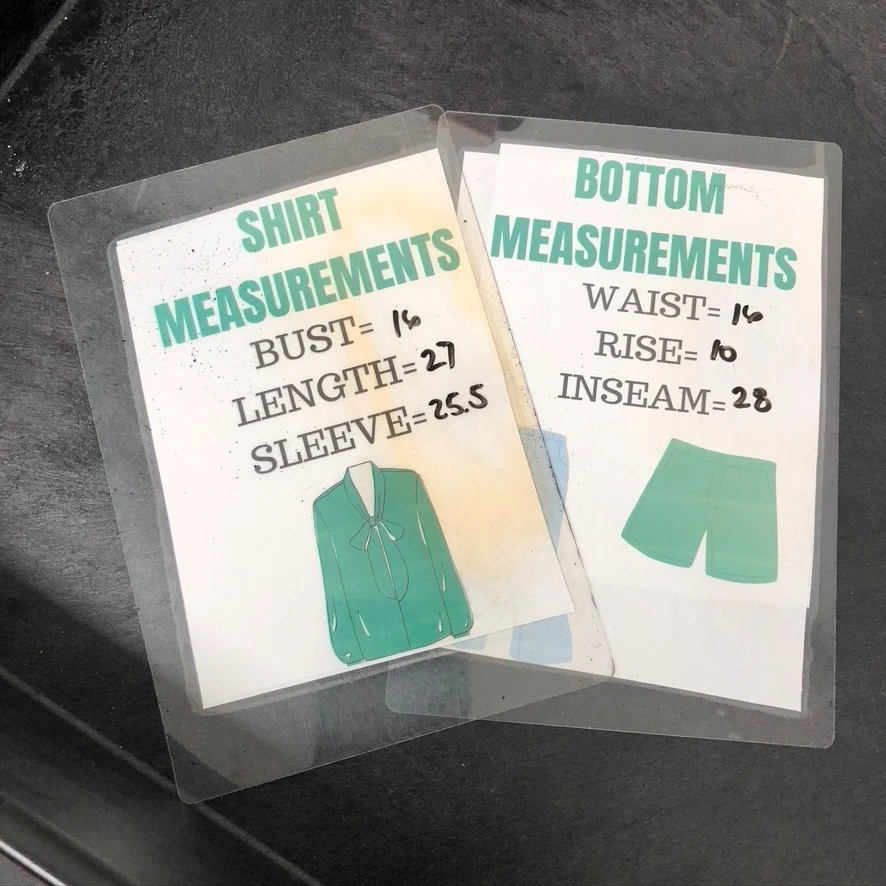 SHIRT
MEASUREMENTS
BUST= 16
LENGTH=27
SLEEVE=25.5
BOTTOM
MEASUREMENTS
WAIST= 16
RISE= 10
INSEAM=28